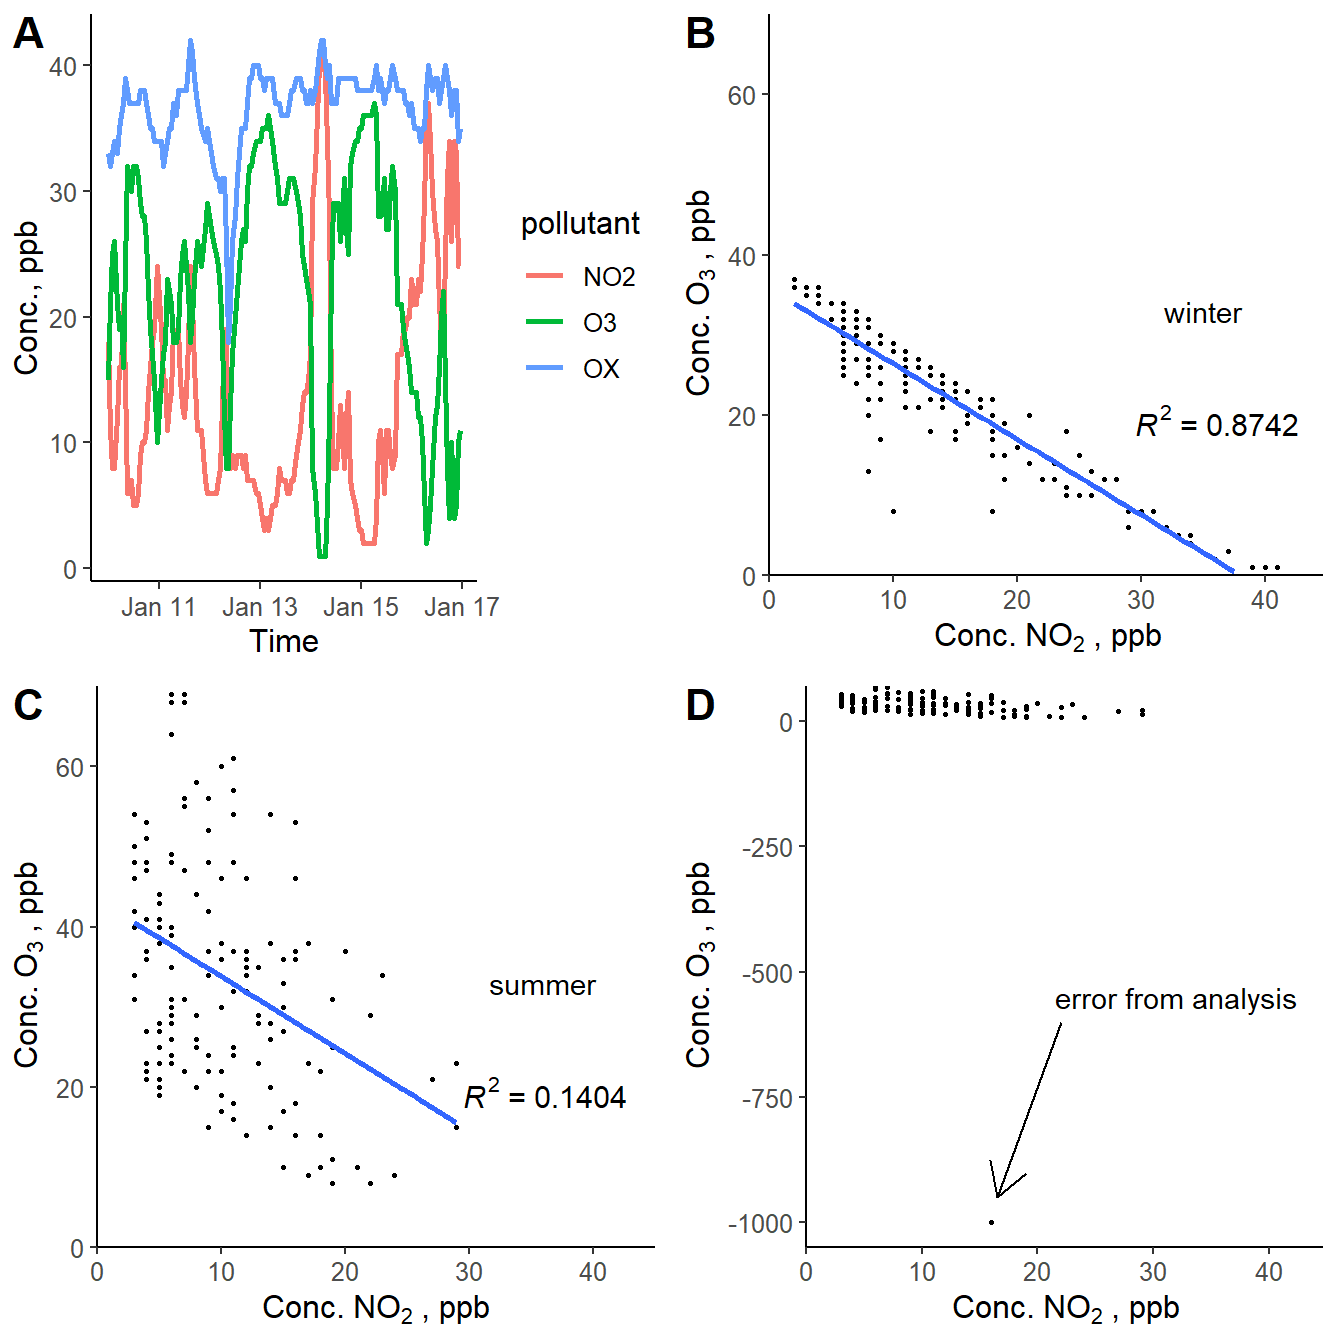 A
40
30
20
10
0
Conc., ppb
Jan 11 Jan 13 Jan 15 Jan 17
Time
pollutant
NO2
O3
OX
B
60
40
20
0
Conc. O₃ , ppb
winter
R² = 0.8742
0 10 20 30 40
Conc. NO₂ , ppb
C
60
40
20
0
Conc. O₃ , ppb
summer
R² = 0.1404
0 10 20 30 40
Conc. NO₂ , ppb
D
0
-250
-500
-750
-1000
Conc. O₃ , ppb
error from analysis
0 10 20 30 40
Conc. NO₂ , ppb